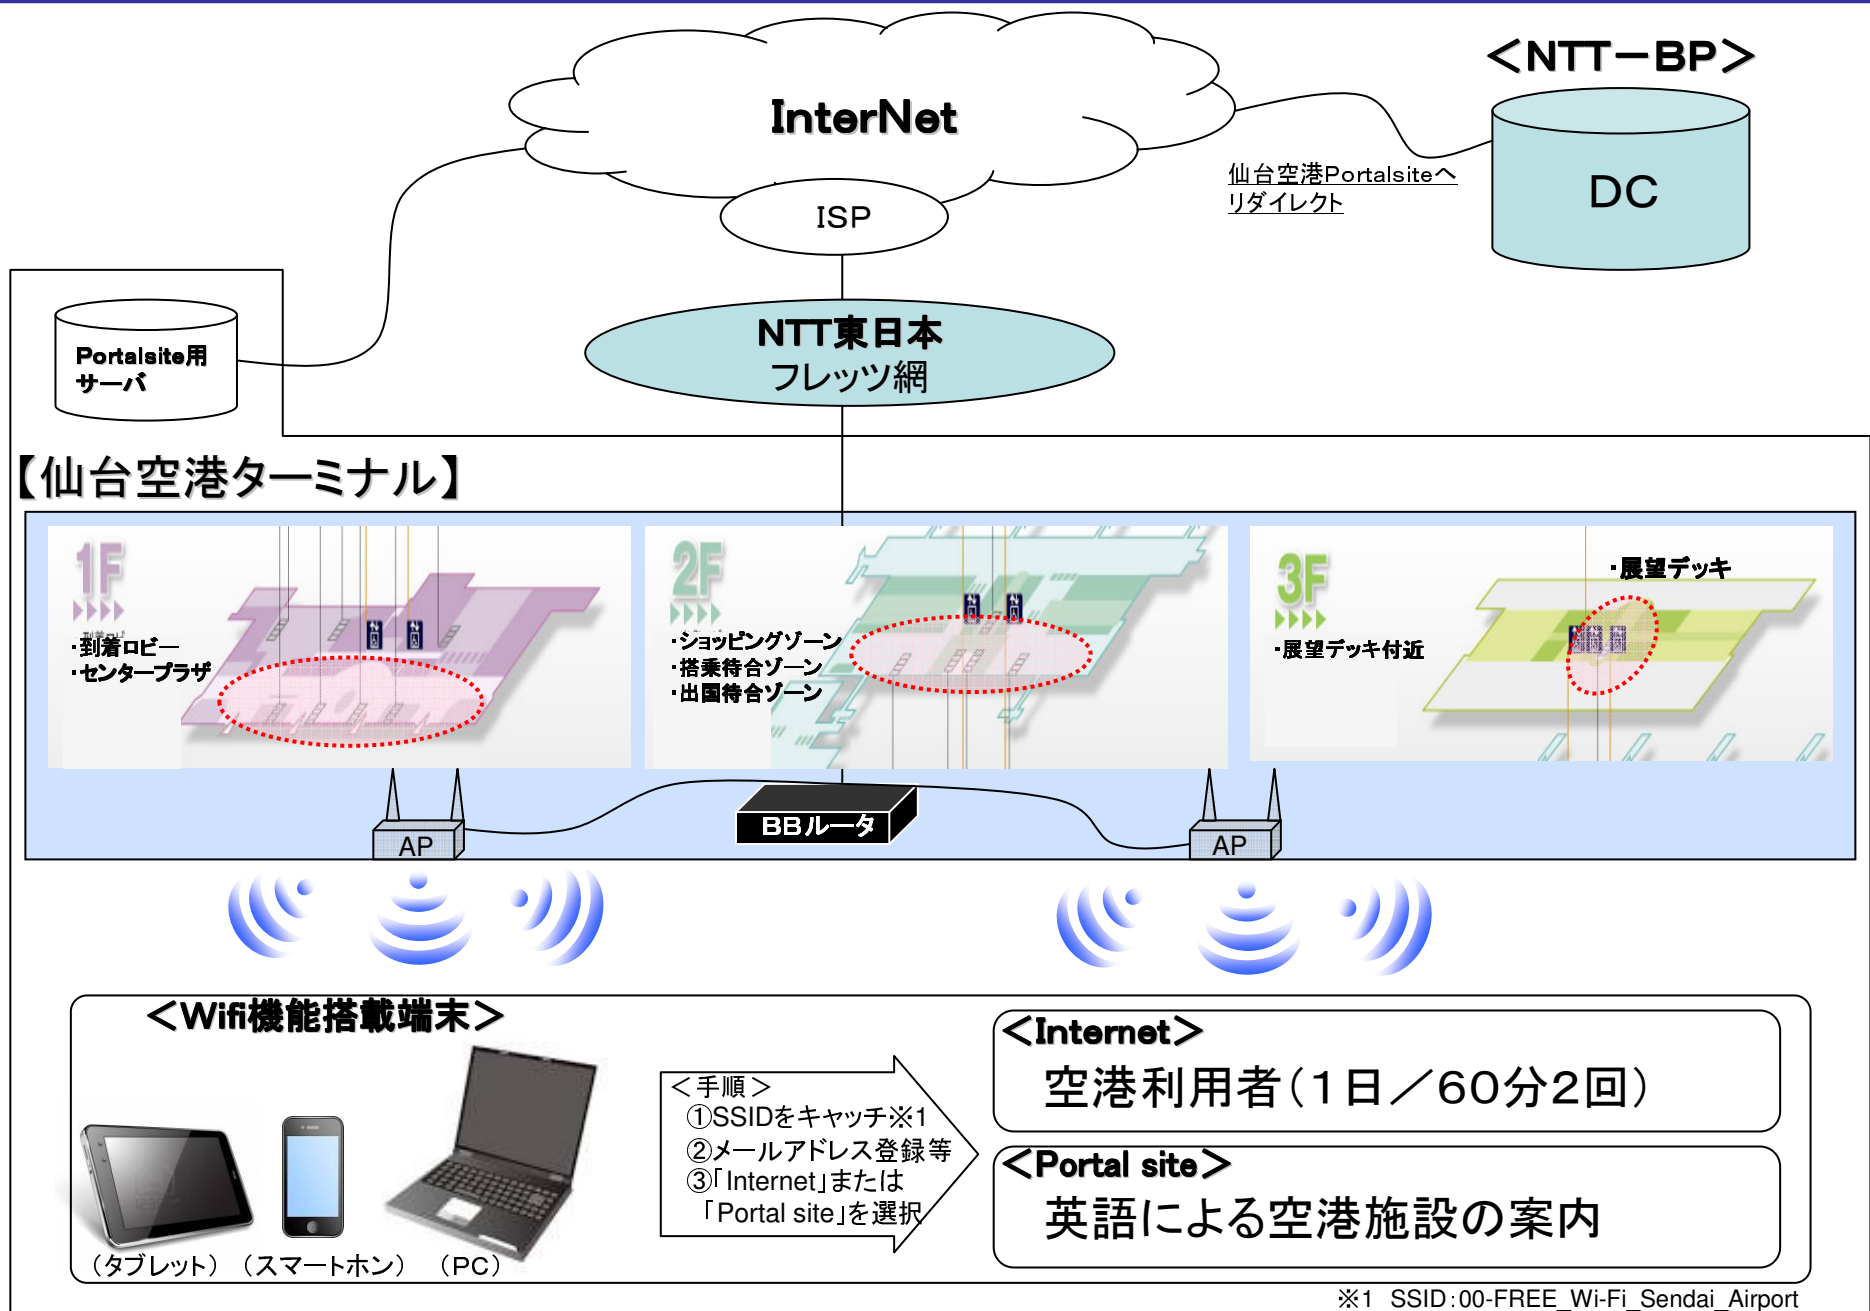 InterNet
<NTT－BP>
DC
仙台空港Portalsiteへ
リダイレクト
ISP
NTT東日本
フレッツ網
Portalsite用
サーバ
【仙台空港ターミナル】
1F
・到着ロビー
・センタープラザ
2F
・ショッピングゾーン
・搭乗待合ゾーン
・出国待合ゾーン
3F
・展望デッキ
・展望デッキ付近
AP
BBルータ
AP
＜Wifi機能搭載端末＞
（タブレット）
（スマートホン）
（PC）
＜手順＞
①SSIDをキャッチ※1
②メールアドレス登録等
③「Internet」または
「Portal site」を選択
＜Internet＞
空港利用者（1日／60分2回）
＜Portal site＞
英語による空港施設の案内
※1 SSID：00-FREE_Wi-Fi_Sendai_Airport